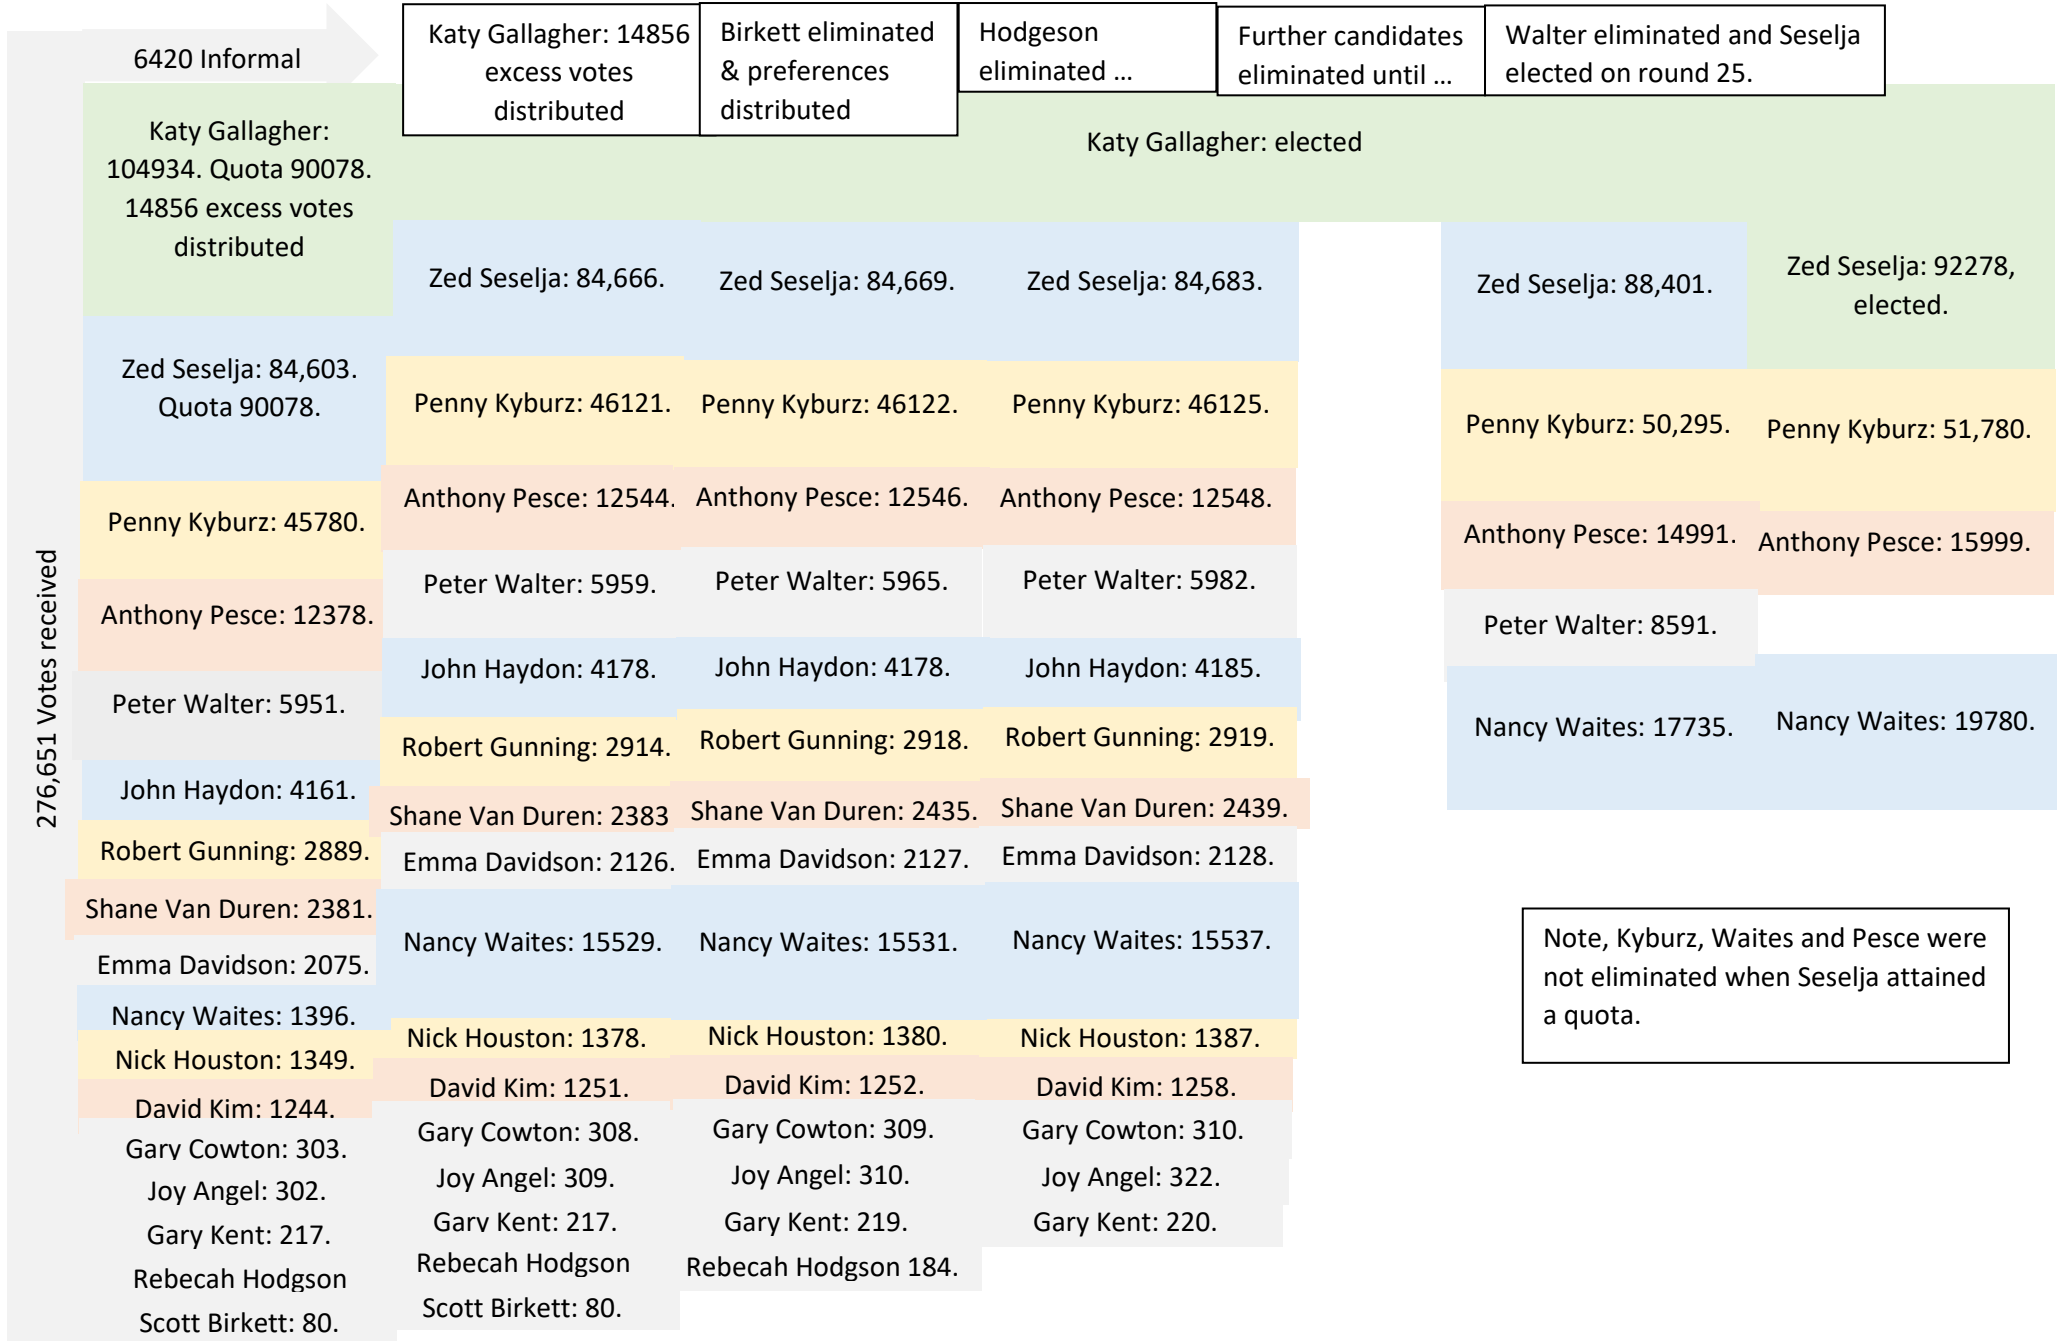 276,651 Votes received
6420 Informal
Katy Gallagher: 14856
excess votes
distributed
Birkett eliminated
& preferences
distributed
Hodgeson
eliminated ...
Further candidates
eliminated until ...
Walter eliminated and Seselja
elected on round 25.
Katy Gallagher: elected
Katy Gallagher:
104934. Quota 90078.
14856 excess votes
distributed
Zed Seselja: 84,603.
Quota 90078.
Penny Kyburz: 45780.
Anthony Pesce: 12378.
Peter Walter: 5951.
John Haydon: 4161.
Robert Gunning: 2889.
Shane Van Duren: 2381.
Emma Davidson: 2075.
Nancy Waites: 1396.
Nick Houston: 1349.
David Kim: 1244.
Gary Cowton: 303.
Joy Angel: 302.
Gary Kent: 217.
Rebecah Hodgson
Scott Birkett: 80.
Zed Seselja: 84,666.
Penny Kyburz: 46121.
Anthony Pesce: 12544.
Peter Walter: 5959.
John Haydon: 4178.
Robert Gunning: 2914.
Shane Van Duren: 2383
Emma Davidson: 2126.
Nancy Waites: 15529.
Nick Houston: 1378.
David Kim: 1251.
Gary Cowton: 308.
Joy Angel: 309.
Gary Kent: 217.
Rebecah Hodgson
Scott Birkett: 80.
Zed Seselja: 84,669.
Penny Kyburz: 46122.
Anthony Pesce: 12546.
Peter Walter: 5965.
John Haydon: 4178.
Robert Gunning: 2918.
Shane Van Duren: 2435.
Emma Davidson: 2127.
Nancy Waites: 15531.
Nick Houston: 1380.
David Kim: 1252.
Gary Cowton: 309.
Joy Angel: 310.
Gary Kent: 219.
Rebecah Hodgson 184.
Zed Seselja: 84,683.
Penny Kyburz: 46125.
Anthony Pesce: 12548.
Peter Walter: 5982.
John Haydon: 4185.
Robert Gunning: 2919.
Shane Van Duren: 2439.
Emma Davidson: 2128.
Nancy Waites: 15537.
Nick Houston: 1387.
David Kim: 1258.
Gary Cowton: 310.
Joy Angel: 322.
Gary Kent: 220.
Zed Seselja: 88,401.
Penny Kyburz: 50,295.
Anthony Pesce: 14991.
Peter Walter: 8591.
Nancy Waites: 17735.
Zed Seselja: 92278,
elected.
Penny Kyburz: 51,780.
Anthony Pesce: 15999.
Nancy Waites: 19780.
Note, Kyburz, Waites and Pesce were
not eliminated when Seselja attained
a quota.